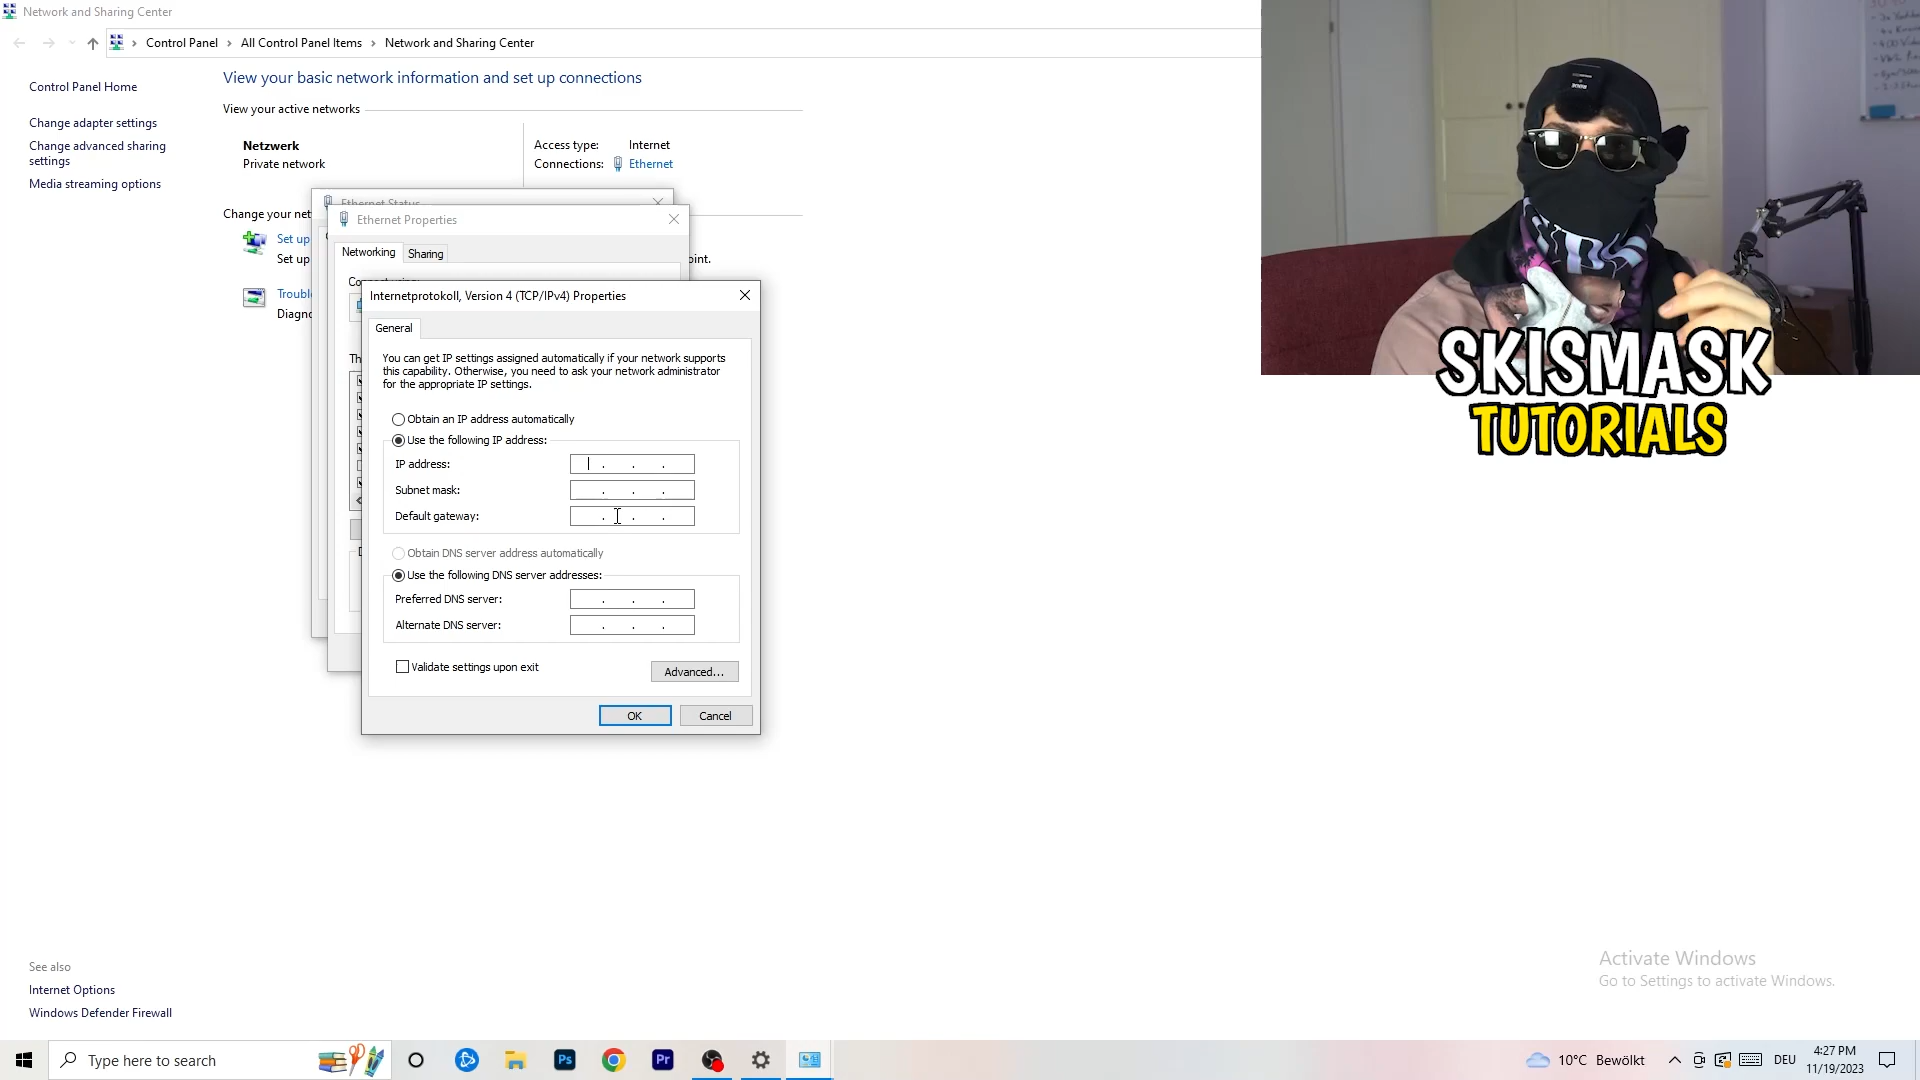 Network and Sharing Center
Control Panel › All Control Panel Items › Network and Sharing Center
Control Panel Home
Change adapter settings
Change advanced sharing
settings
Media streaming options
View your basic network information and set up connections
View your active networks
Netzwerk
Private network
Access type: Internet
Connections: Ethernet
Change your net
Set up
Set up
oint.
Troubl
Diagno
Ethernet Status
Ethernet Properties
Networking
Sharing
Th
Internetprotokoll, Version 4 (TCP/IPv4) Properties
General
You can get IP settings assigned automatically if your network supports
this capability. Otherwise, you need to ask your network administrator
for the appropriate IP settings.
Obtain an IP address automatically
Use the following IP address:
IP address:
Subnet mask:
Default gateway:
Obtain DNS server address automatically
Use the following DNS server addresses:
Preferred DNS server:
Alternate DNS server:
Validate settings upon exit
Advanced...
OK
Cancel
SKISMASK
TUTORIALS
See also
Internet Options
Windows Defender Firewall
Activate Windows
Go to Settings to activate Windows.
Type here to search
Ps
Pr
10°C Bewölkt
DEU
4:27 PM
11/19/2023